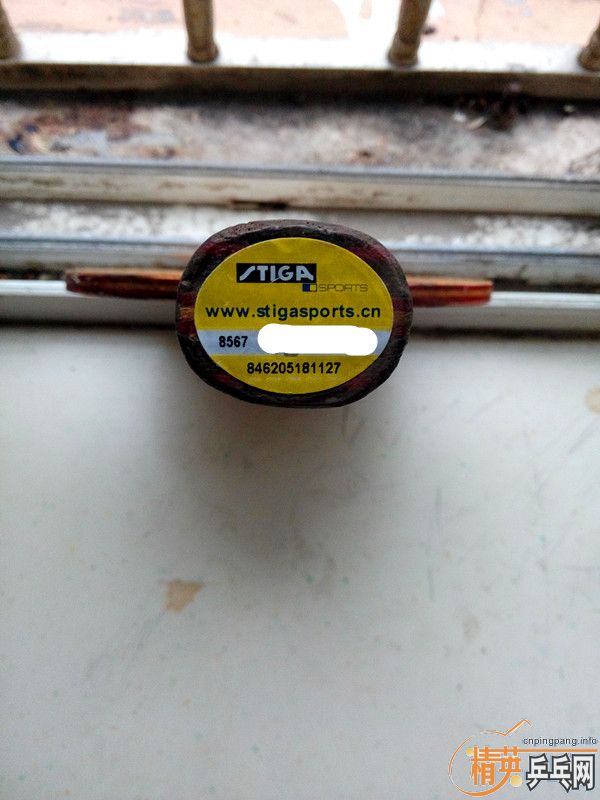 STIGA
SPORTS
www.stigasports.cn
8567
846205181127
cnpingpang.info
精英乒乓网